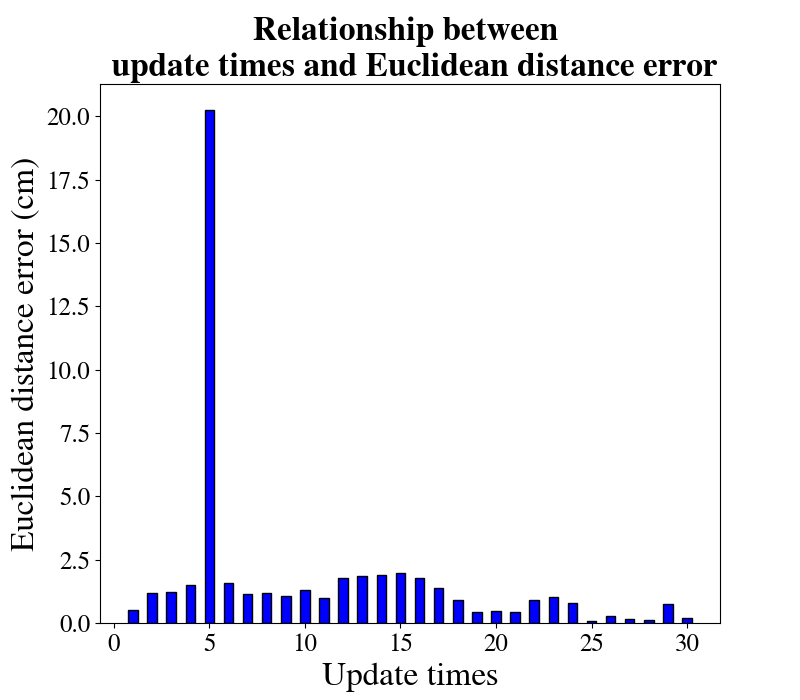 Relationship between
update times and Euclidean distance error
Euclidean distance error (cm)
20.0
17.5
15.0
12.5
10.0
7.5
5.0
2.5
0.0
0 5 10 15 20 25 30
Update times